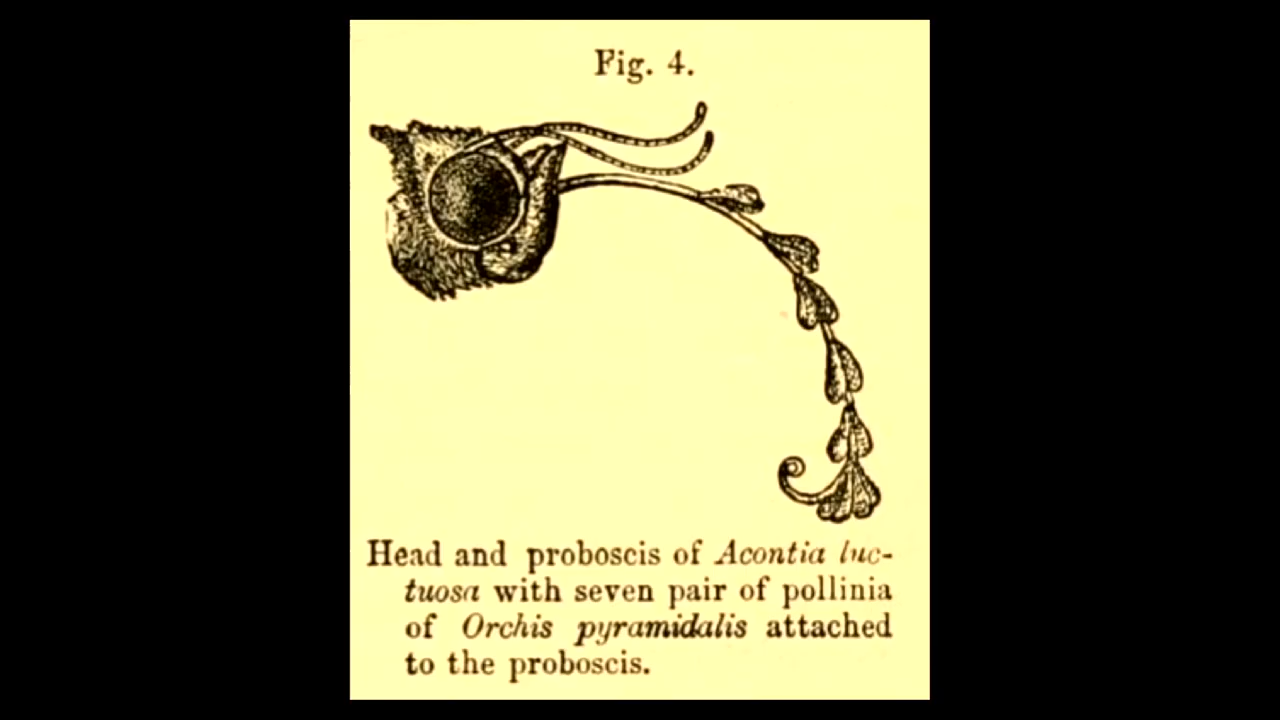 Fig. 4.
Head and proboscis of Acontia luc-
tuosa with seven pair of pollinia
of Orchis pyramidalis attached
to the proboscis.